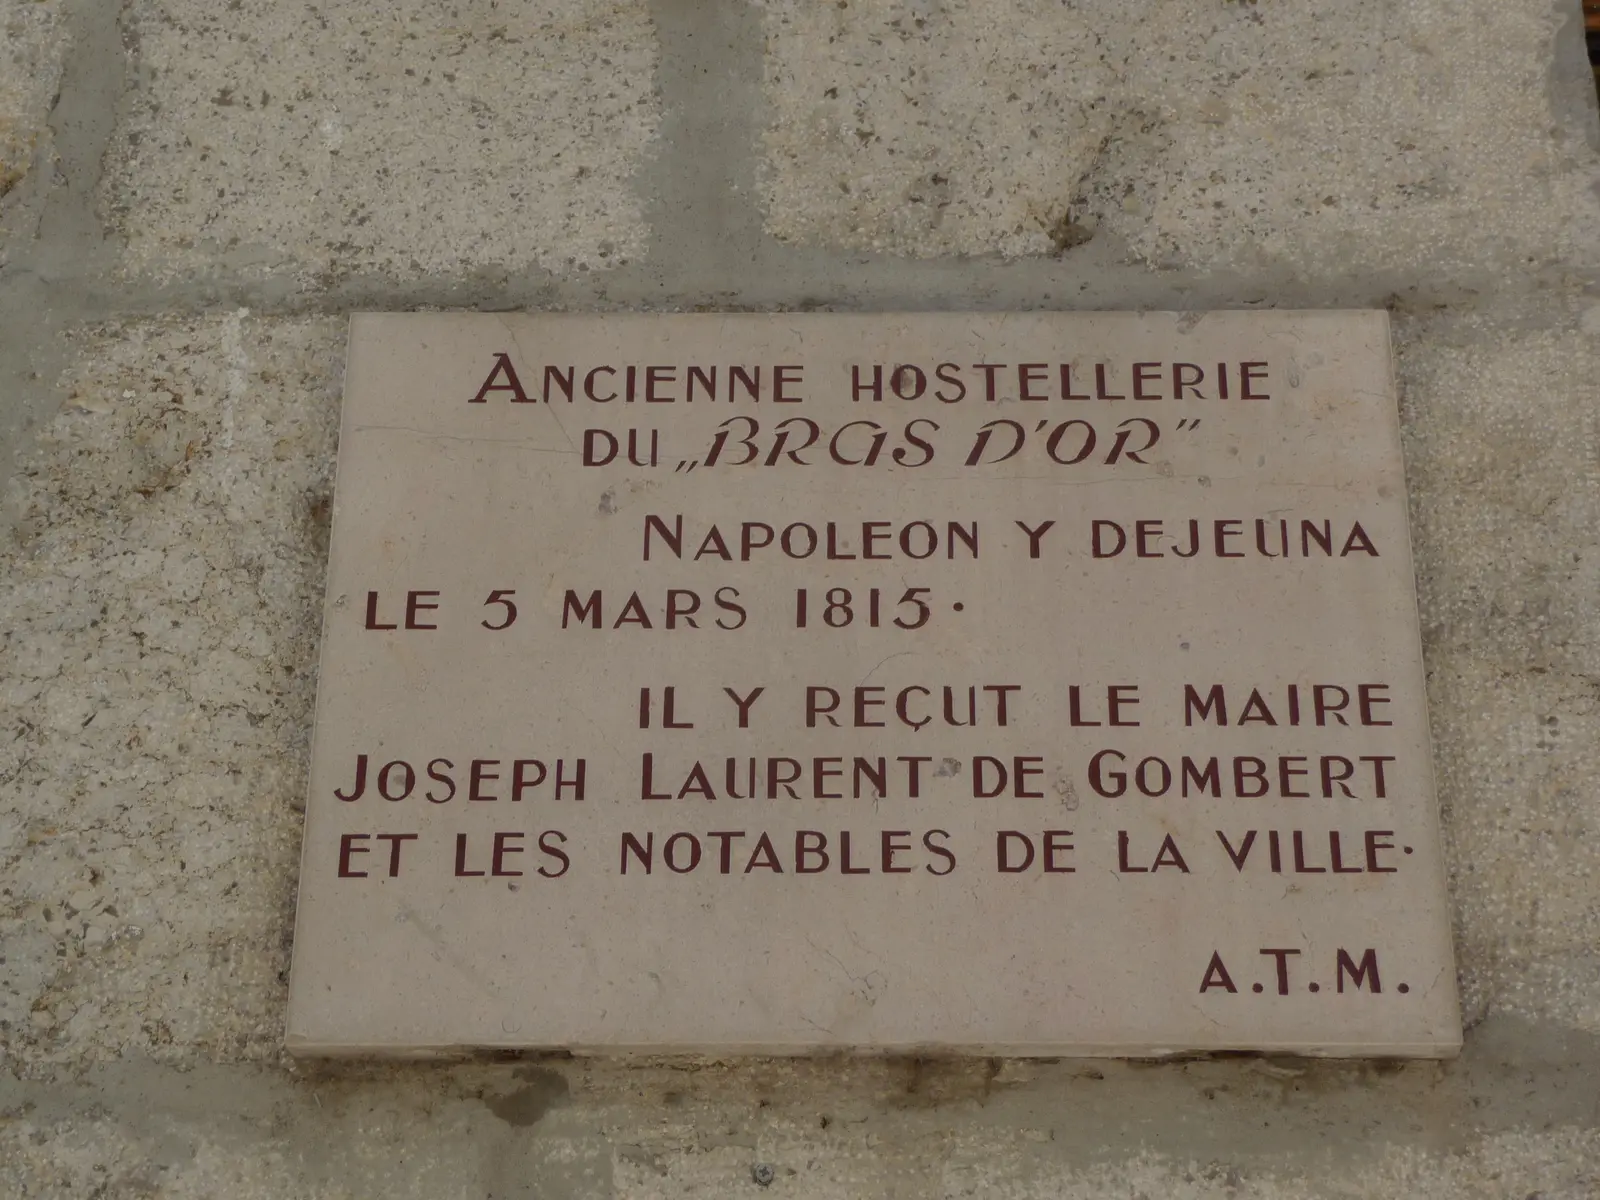 ANCIENNE HOSTELLERIE
DU „BRAS D'OR”
NAPOLEON Y DEJEUNA
LE 5 MARS 1815.
IL Y REÇUT LE MAIRE
JOSEPH LAURENT DE GOMBERT
ET LES NOTABLES DE LA VILLE.
A.T.M.